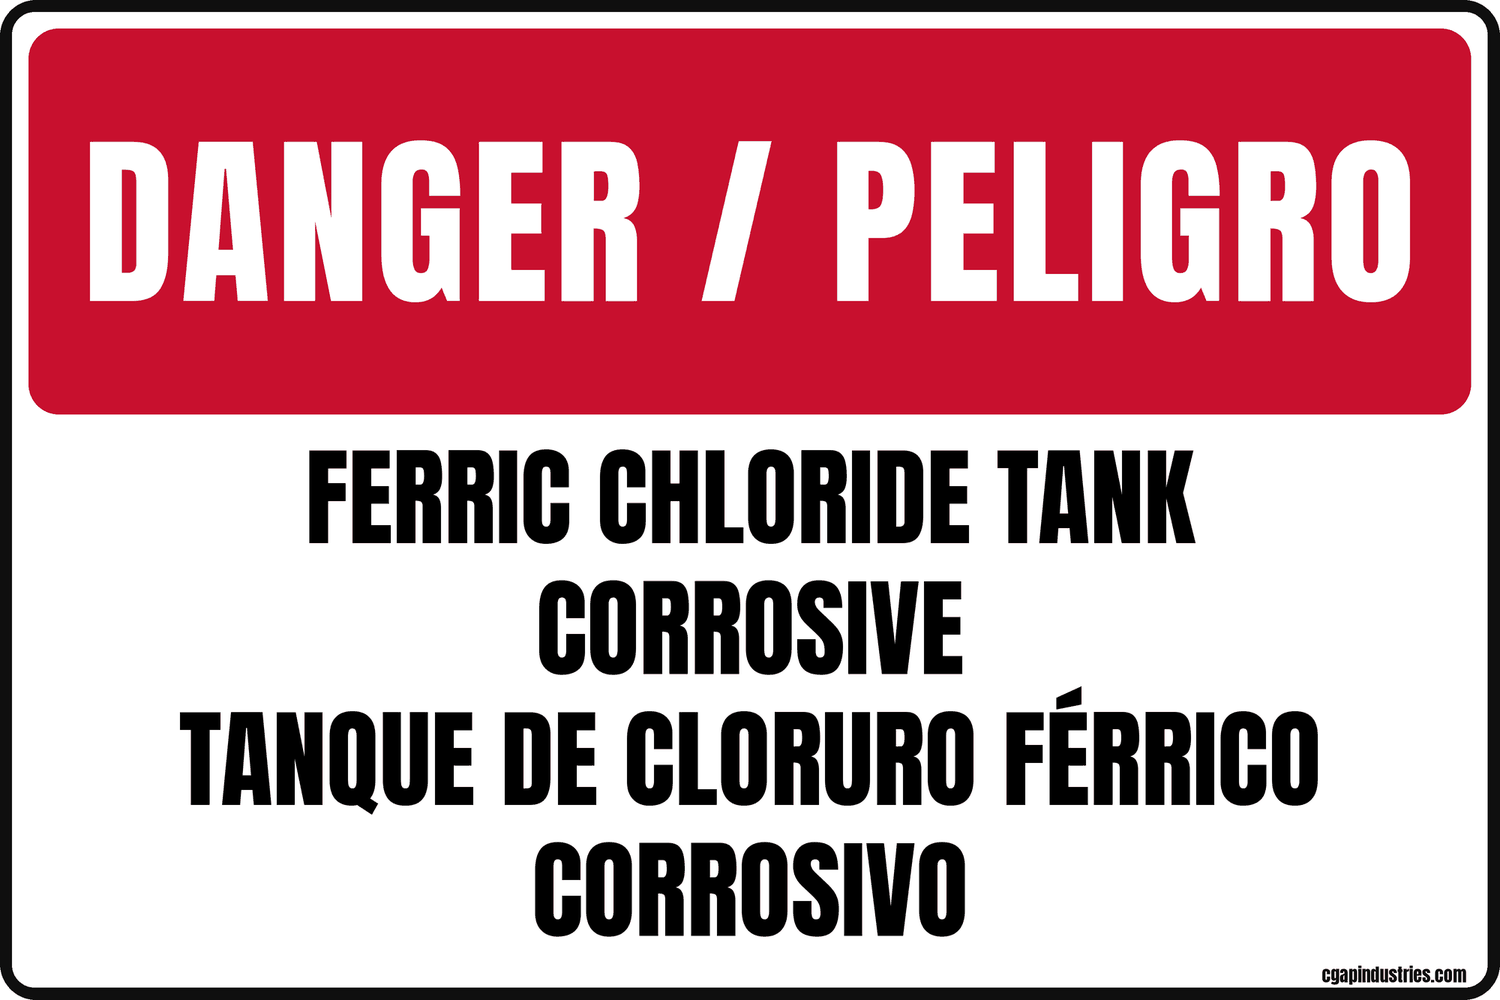 DANGER / PELIGRO
FERRIC CHLORIDE TANK
CORROSIVE
TANQUE DE CLORURO FÉRRICO
CORROSIVO
cgapindustries.com